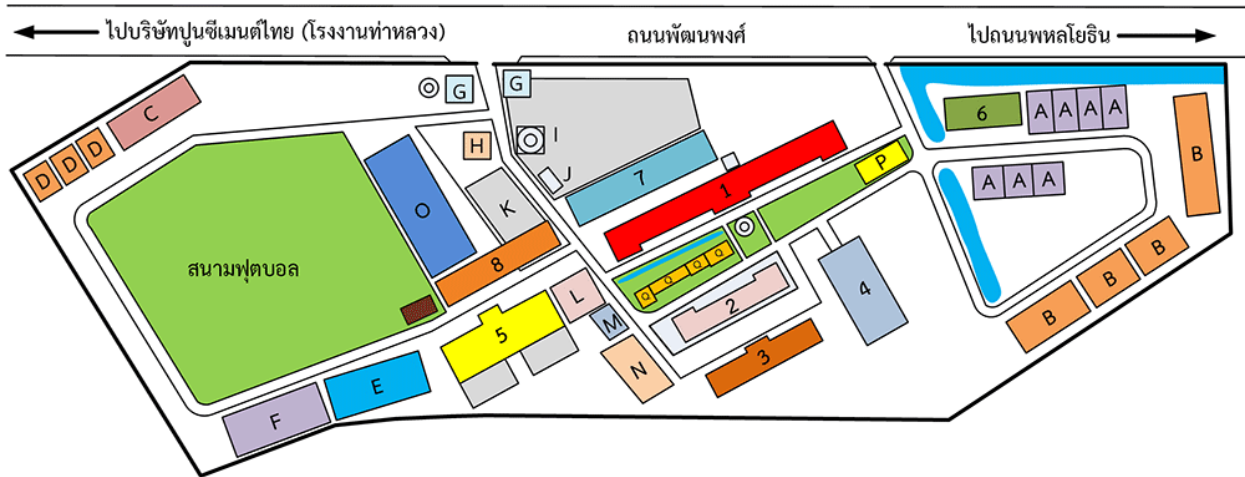 ไปบริษัทปูนซีเมนต์ไทย (โรงงานท่าหลวง)
ถนนพัฒนพงศ์
ไปถนนพหลโยธิน
C
G
G
D
D
D
H
I
J
K
O
7
1
P
6
A
A
A
A
B
A
A
A
สนามฟุตบอล
8
L
M
5
Q
Q
Q
Q
2
4
3
N
B
B
B
E
F